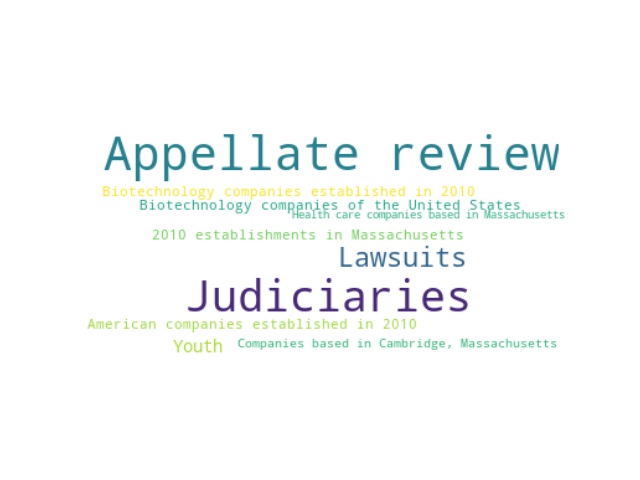 Appellate review
Biotechnology companies established in 2010
Biotechnology companies of the United States
Health care companies based in Massachusetts
2010 establishments in Massachusetts
Lawsuits
Judiciaries
American companies established in 2010
Youth
Companies based in Cambridge, Massachusetts